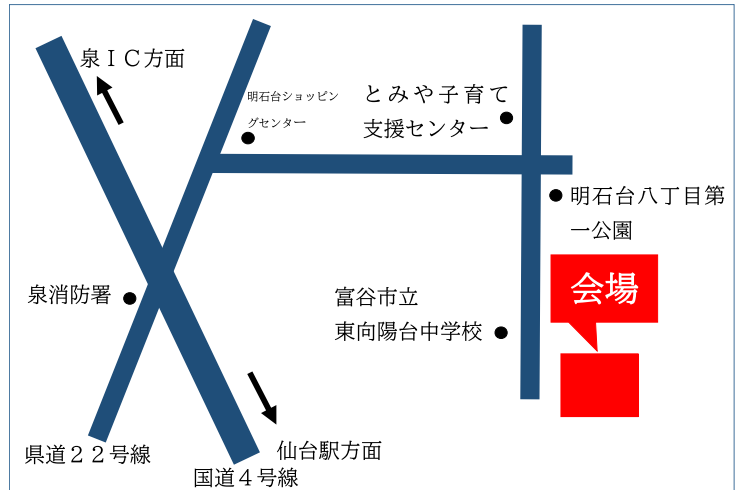 泉ＩＣ方面
明石台ショッピン
グセンター
とみや子育て
支援センター
明石台八丁目第
一公園
会場
泉消防署
富谷市立
東向陽台中学校
県道２２号線
仙台駅方面
国道４号線